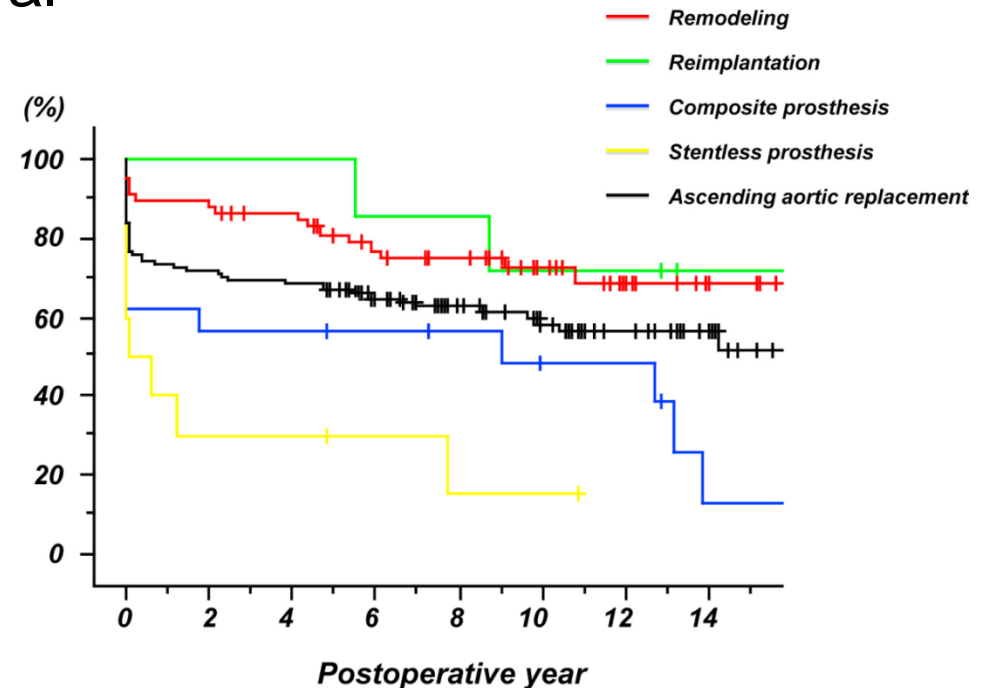 Remodeling
Reimplantation
Composite prosthesis
Stentless prosthesis
Ascending aortic replacement
(%)
100
80
60
40
20
0
0 2 4 6 8 10 12 14
Postoperative year